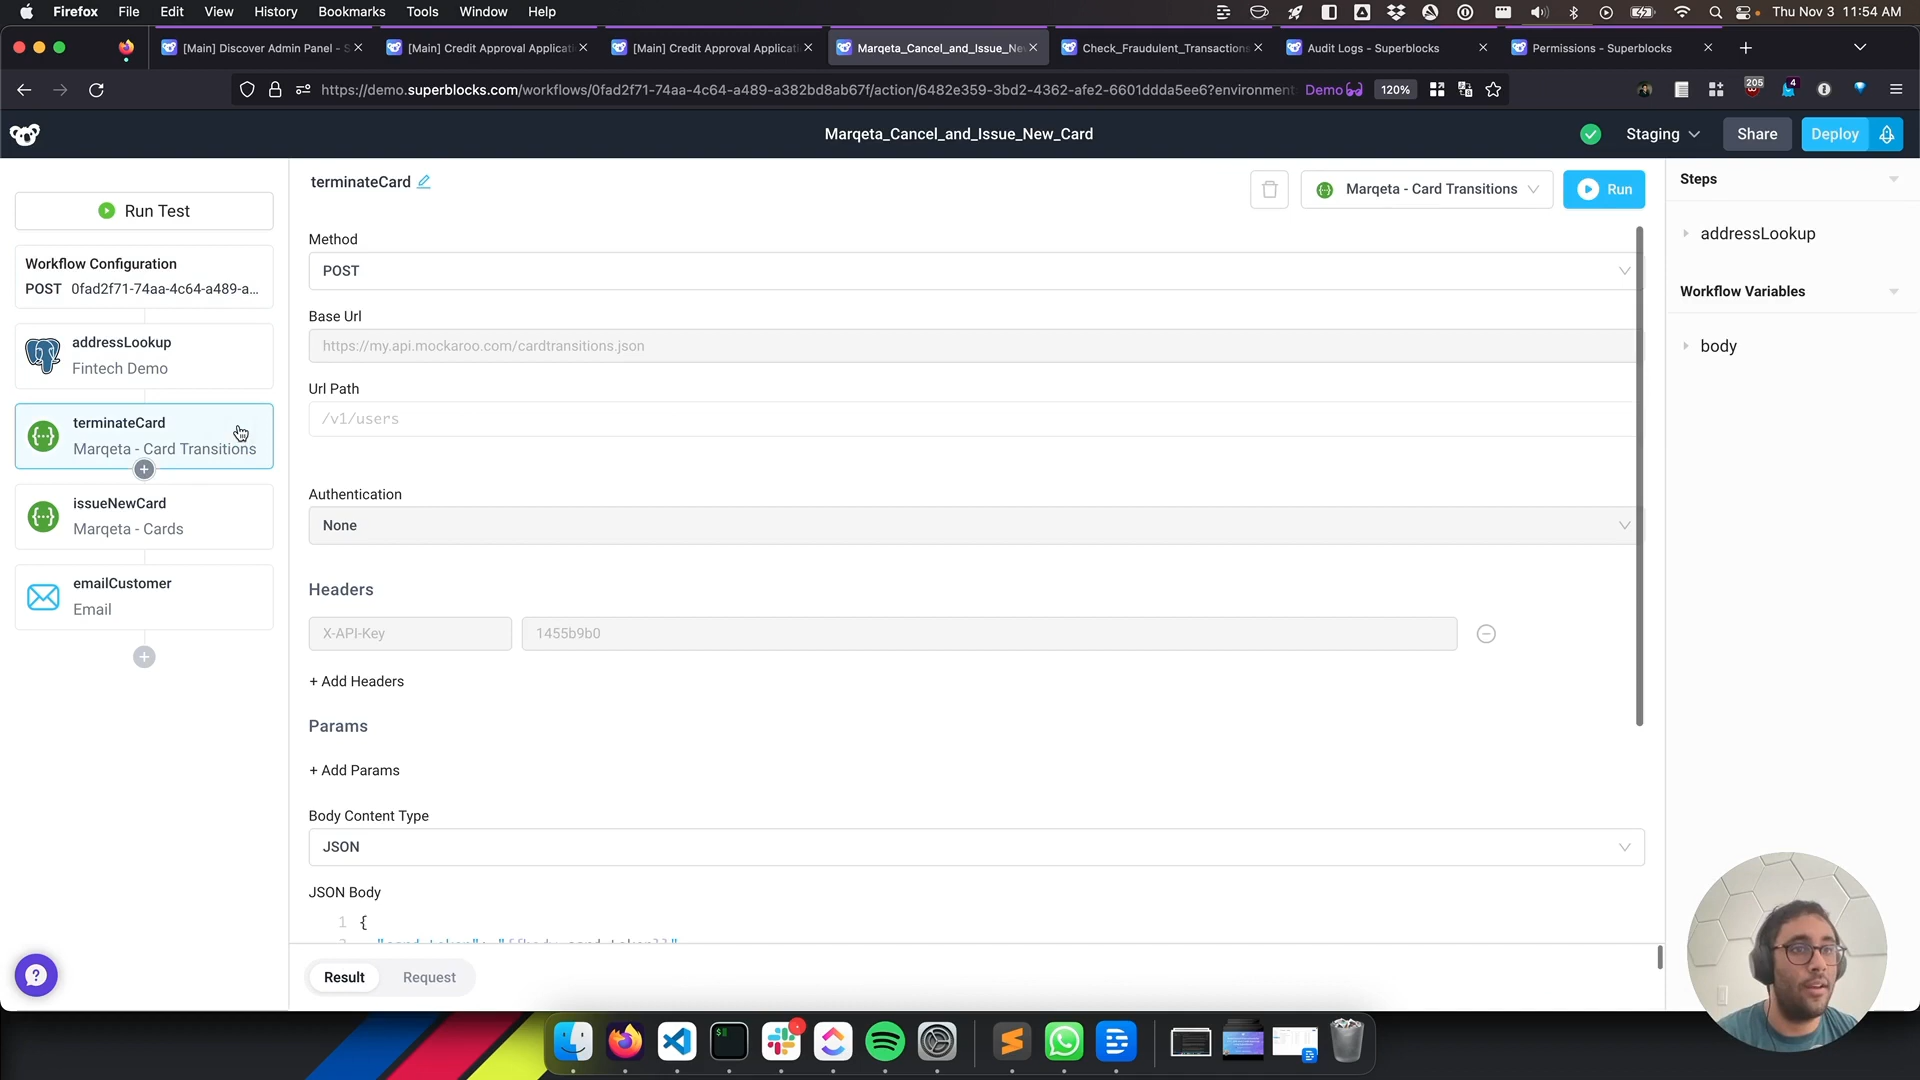 Firefox File Edit View History Bookmarks Tools Window Help
Thu Nov 3 11:54 AM
[Main] Discover Admin Panel - S
[Main] Credit Approval Applicati
[Main] Credit Approval Applicati
Marqeta_Cancel_and_Issue_Ne
Check_Fraudulent_Transactions
Audit Logs - Superblocks
Permissions - Superblocks
https://demo.superblocks.com/workflows/0fad2f71-74aa-4c64-a489-a382bd8ab67f/action/6482e359-3bd2-4362-afe2-6601ddda5ee6?environment
Demo
120%
205
4
Marqeta_Cancel_and_Issue_New_Card
Staging
Share
Deploy
Run Test
Workflow Configuration
POST 0fad2f71-74aa-4c64-a489-a...
addressLookup
Fintech Demo
terminateCard
Marqeta - Card Transitions
issueNewCard
Marqeta - Cards
emailCustomer
Email
terminateCard
Marqeta - Card Transitions
Run
Method
POST
Base Url
https://my.api.mockaroo.com/cardtransitions.json
Url Path
/v1/users
Authentication
None
Headers
X-API-Key
1455b9b0
+ Add Headers
Params
+ Add Params
Body Content Type
JSON
JSON Body
1 {
Result
Request
Steps
addressLookup
Workflow Variables
body